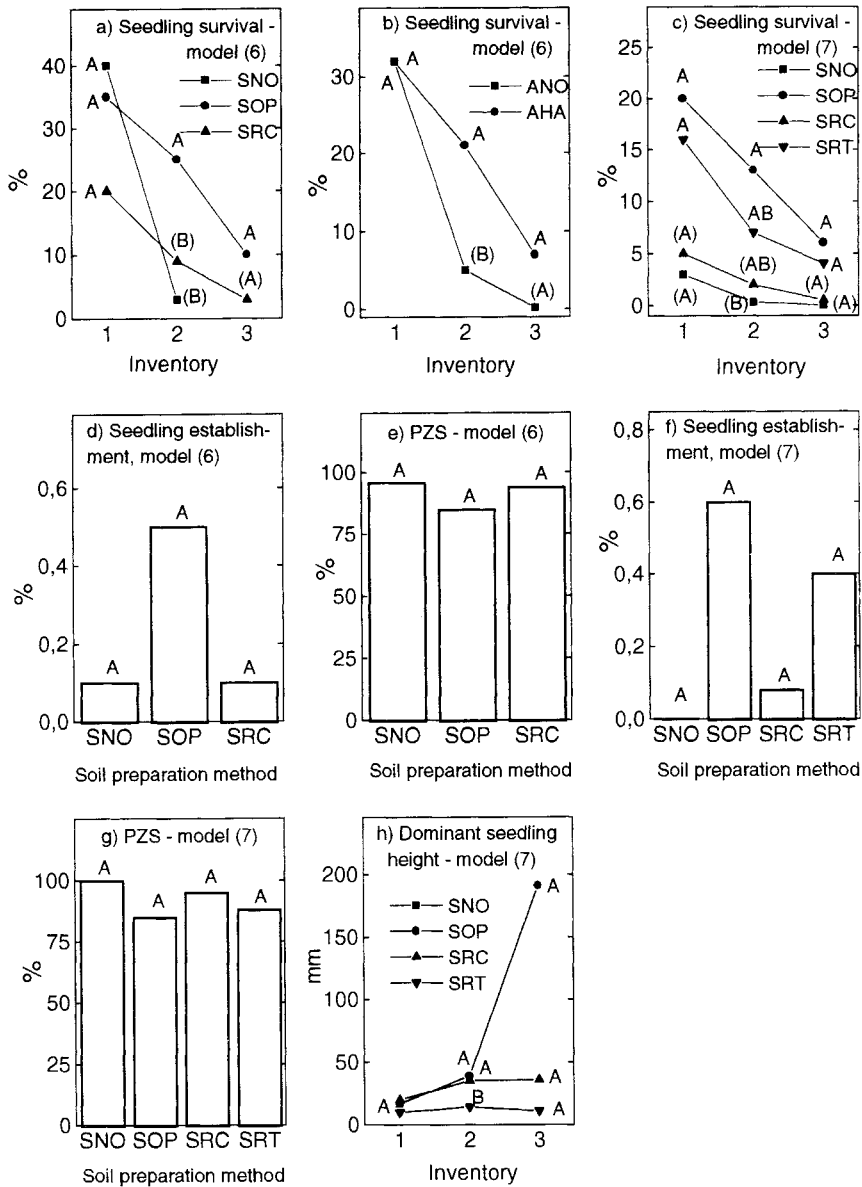 a) Seedling survival -
model (6)
SNO
SOP
SRC
%
40
30
20
10
0
A
A
A
A
(B)
(B)
A
(A)
1 2 3
Inventory
b) Seedling survival -
model (6)
ANO
AHA
%
30
20
10
0
A
A
A
(B)
A
(A)
1 2 3
Inventory
c) Seedling survival -
model (7)
SNO
SOP
SRC
SRT
%
25
20
15
10
5
0
A
A
(A)
(A)
A
AB
(AB)
(B)
A
A
(A)
(A)
1 2 3
Inventory
d) Seedling establish-
ment, model (6)
%
0,6
0,4
0,2
0,0
A
A
A
SNO SOP SRC
Soil preparation method
e) PZS - model (6)
%
100
75
50
25
0
A
A
A
SNO SOP SRC
Soil preparation method
f) Seedling establish-
ment, model (7)
%
0,8
0,6
0,4
0,2
0,0
A
A
A
A
SNO SOP SRC SRT
Soil preparation method
g) PZS - model (7)
%
100
75
50
25
0
A
A
A
A
SNO SOP SRC SRT
Soil preparation method
h) Dominant seedling
height - model (7)
SNO
SOP
SRC
SRT
mm
200
150
100
50
0
A
A
A
B
A
A
A
1 2 3
Inventory